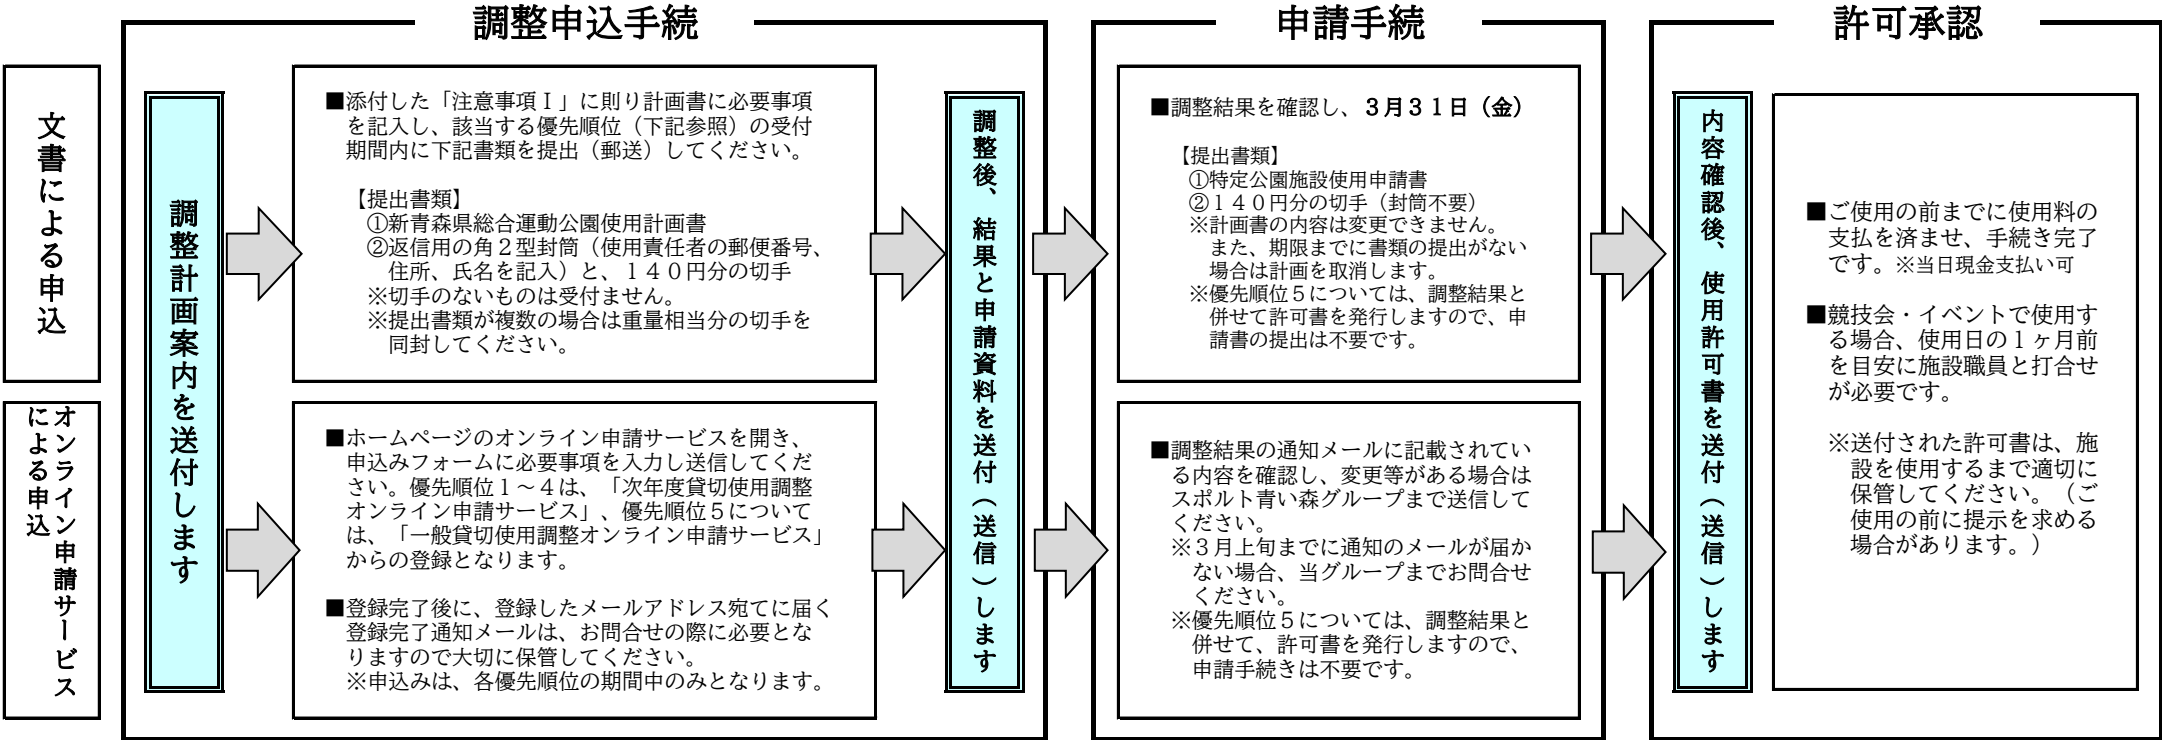 調整申込手続
申請手続
許可承認
文書による申込
調整計画案内を送付します
■添付した「注意事項Ⅰ」に則り計画書に必要事項
を記入し、該当する優先順位（下記参照）の受付
期間内に下記書類を提出（郵送）してください。
【提出書類】
①新青森県総合運動公園使用計画書
②返信用の角２型封筒（使用責任者の郵便番号、
住所、氏名を記入）と、１４０円分の切手
※切手のないものは受付ません。
※提出書類が複数の場合は重量相当分の切手を
同封してください。
調整後、結果と申請資料を送付（送信）します
■調整結果を確認し、３月３１日（金）
【提出書類】
①特定公園施設使用申請書
②１４０円分の切手（封筒不要）
※計画書の内容は変更できません。
また、期限までに書類の提出がない
場合は計画を取消します。
※優先順位５については、調整結果と
併せて許可書を発行しますので、申
請書の提出は不要です。
内容確認後、使用許可書を送付（送信）します
■ご使用の前までに使用料の
支払を済ませ、手続き完了
です。※当日現金支払い可
■競技会・イベントで使用す
る場合、使用日の１ヶ月前
を目安に施設職員と打合せ
が必要です。
※送付された許可書は、施
設を使用するまで適切に
保管してください。（ご
使用の前に提示を求める
場合があります。）
オンライン申請サービス
による申込
■ホームページのオンライン申請サービスを開き、
申込みフォームに必要事項を入力し送信してくだ
さい。優先順位１～４は、「次年度貸切使用調整
オンライン申請サービス」、優先順位５について
は、「一般貸切使用調整オンライン申請サービス」
からの登録となります。
■登録完了後に、登録したメールアドレス宛てに届く
登録完了通知メールは、お問合せの際に必要とな
りますので大切に保管してください。
※申込みは、各優先順位の期間中のみとなります。
■調整結果の通知メールに記載されてい
る内容を確認し、変更等がある場合は
スポルト青い森グループまで送信して
ください。
※３月上旬までに通知のメールが届か
ない場合、当グループまでお問合せ
ください。
※優先順位５については、調整結果と
併せて、許可書を発行しますので、
申請手続きは不要です。